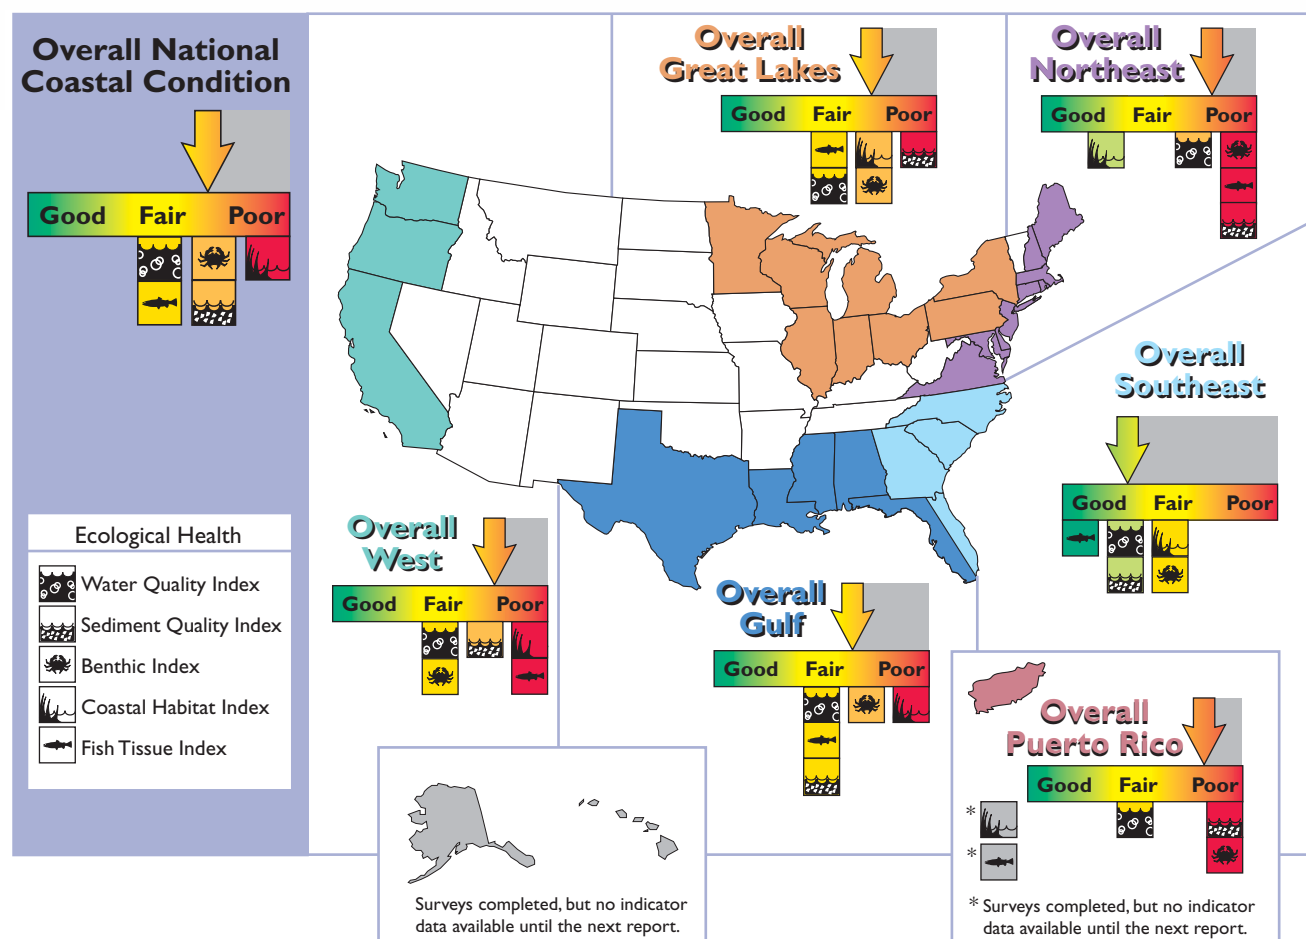 Overall National
Coastal Condition
Good Fair Poor
Ecological Health
Water Quality Index
Sediment Quality Index
Benthic Index
Coastal Habitat Index
Fish Tissue Index
Overall
Great Lakes
Good Fair Poor
Overall
Northeast
Good Fair Poor
Overall
Southeast
Good Fair Poor
Overall
West
Good Fair Poor
Overall
Gulf
Good Fair Poor
Overall
Puerto Rico
Good Fair Poor
*
*
* Surveys completed, but no indicator
data available until the next report.
Surveys completed, but no indicator
data available until the next report.